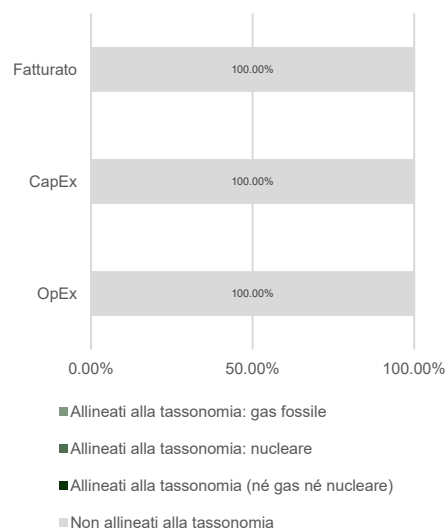 Fatturato
100.00%
CapEx
100.00%
OpEx
100.00%
0.00% 50.00% 100.00%
Allineati alla tassonomia: gas fossile
Allineati alla tassonomia: nucleare
Allineati alla tassonomia (né gas né nucleare)
Non allineati alla tassonomia